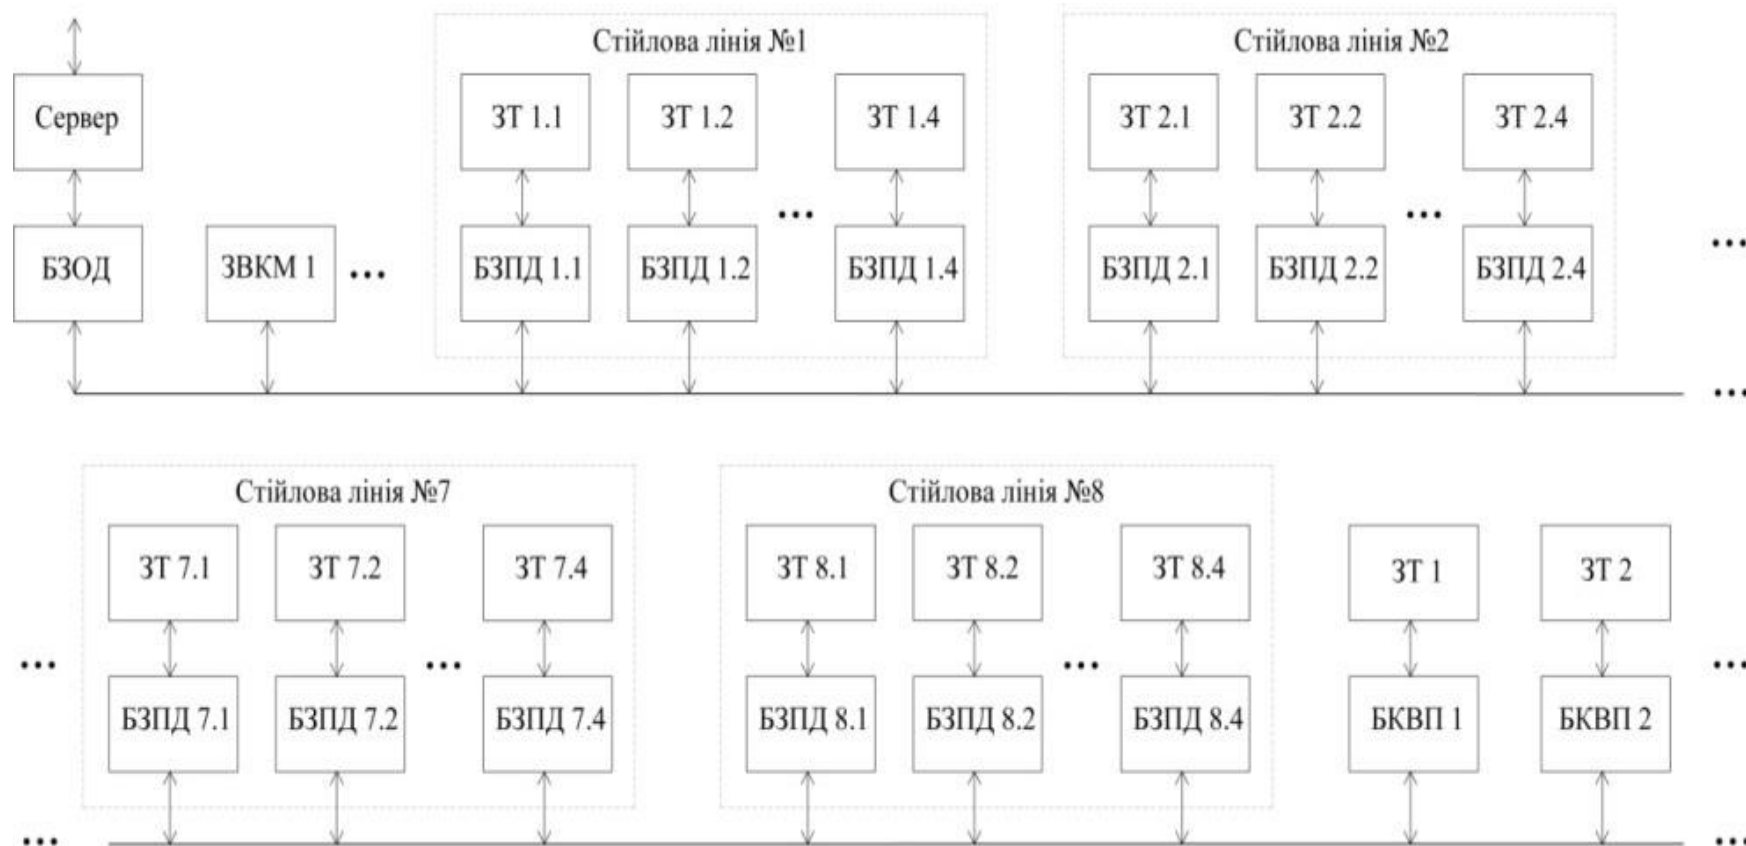 Стійлова лінія №1
Стійлова лінія №2
Сервер
ЗТ 1.1
ЗТ 1.2
ЗТ 1.4
ЗТ 2.1
ЗТ 2.2
ЗТ 2.4
...
...
...
БЗОД
ЗВКМ 1
...
БЗПД 1.1
БЗПД 1.2
БЗПД 1.4
БЗПД 2.1
БЗПД 2.2
БЗПД 2.4
...
Стійлова лінія №7
Стійлова лінія №8
ЗТ 7.1
ЗТ 7.2
ЗТ 7.4
ЗТ 8.1
ЗТ 8.2
ЗТ 8.4
ЗТ 1
ЗТ 2
...
...
...
...
БЗПД 7.1
БЗПД 7.2
БЗПД 7.4
БЗПД 8.1
БЗПД 8.2
БЗПД 8.4
БКВП 1
БКВП 2
...
...